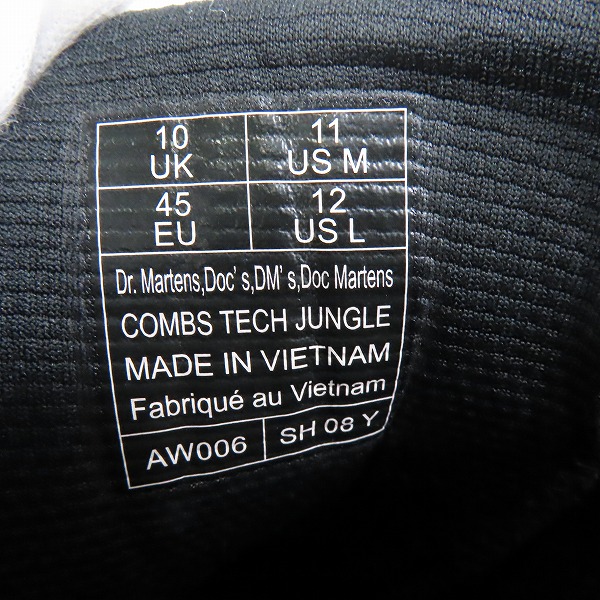 10 UK
11 US M
45 EU
12 US L
Dr. Martens,Doc's,DM's,Doc Martens
COMBS TECH JUNGLE
MADE IN VIETNAM
Fabriqué au Vietnam
AW006
SH 08 Y